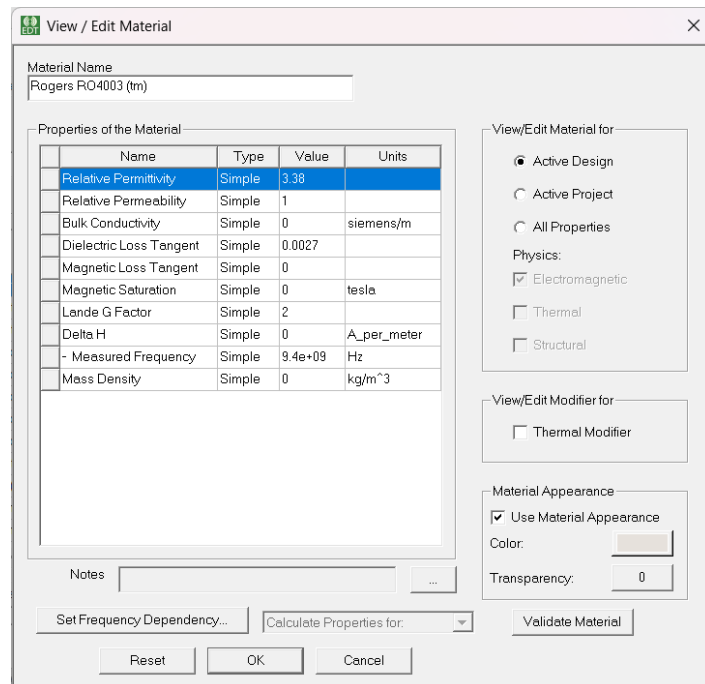 EDT View / Edit Material
Material Name
Rogers RO4003 (tm)
Properties of the Material
Name Type Value Units
Relative Permittivity Simple 3.38
Relative Permeability Simple 1
Bulk Conductivity Simple 0 siemens/m
Dielectric Loss Tangent Simple 0.0027
Magnetic Loss Tangent Simple 0
Magnetic Saturation Simple 0 tesla
Lande G Factor Simple 2
Delta H Simple 0 A_per_meter
- Measured Frequency Simple 9.4e+09 Hz
Mass Density Simple 0 kg/m^3
View/Edit Material for
Active Design
Active Project
All Properties
Physics:
Electromagnetic
Thermal
Structural
View/Edit Modifier for
Thermal Modifier
Material Appearance
Use Material Appearance
Color:
Transparency: 0
Notes ...
Set Frequency Dependency... Calculate Properties for: Validate Material
Reset OK Cancel